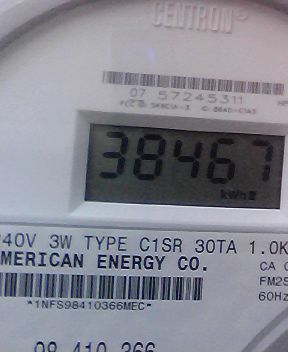 CENTRON®
07 57245311
38467
kWh
240V 3W TYPE C1SR 30TA 1.0K
AMERICAN ENERGY CO.
CA
FM2S
60Hz
*1NFS98410366MEC*
98 410 366